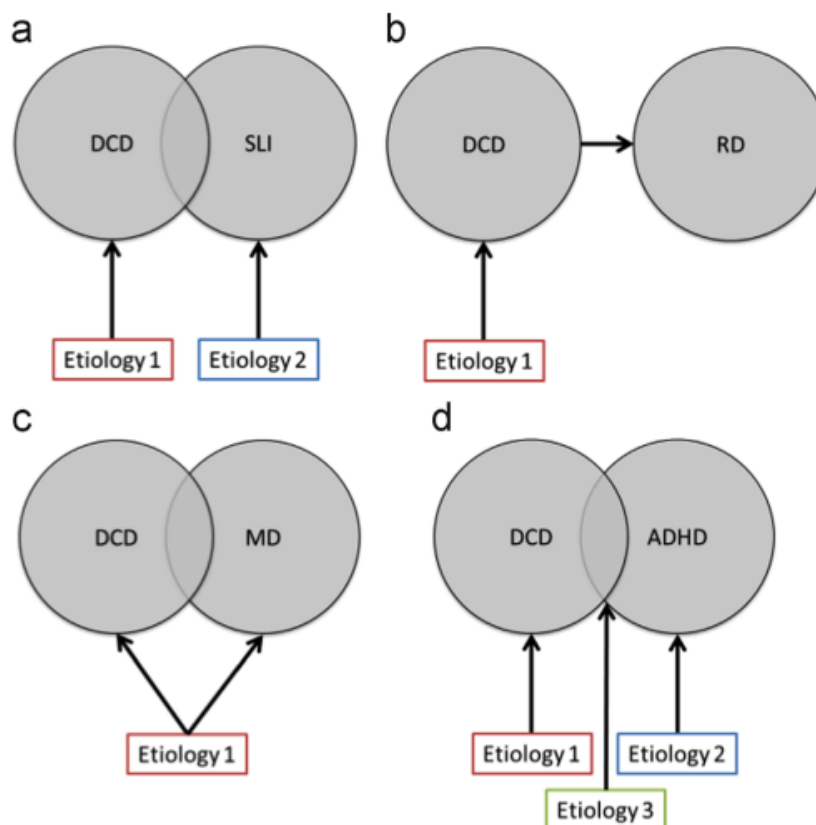 a
DCD
SLI
Etiology 1
Etiology 2
b
DCD
RD
Etiology 1
c
DCD
MD
Etiology 1
d
DCD
ADHD
Etiology 1
Etiology 2
Etiology 3